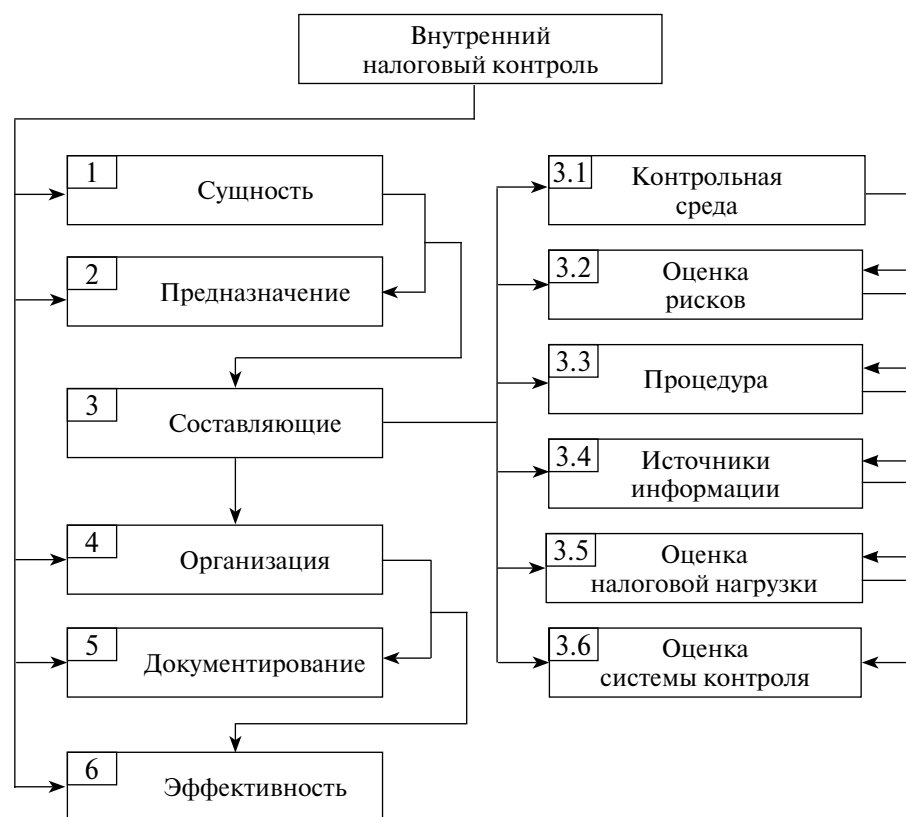 Внутренний
налоговый контроль
1
Сущность
2
Предназначение
3
Составляющие
4
Организация
5
Документирование
6
Эффективность
3.1
Контрольная
среда
3.2
Оценка
рисков
3.3
Процедура
3.4
Источники
информации
3.5
Оценка
налоговой нагрузки
3.6
Оценка
системы контроля